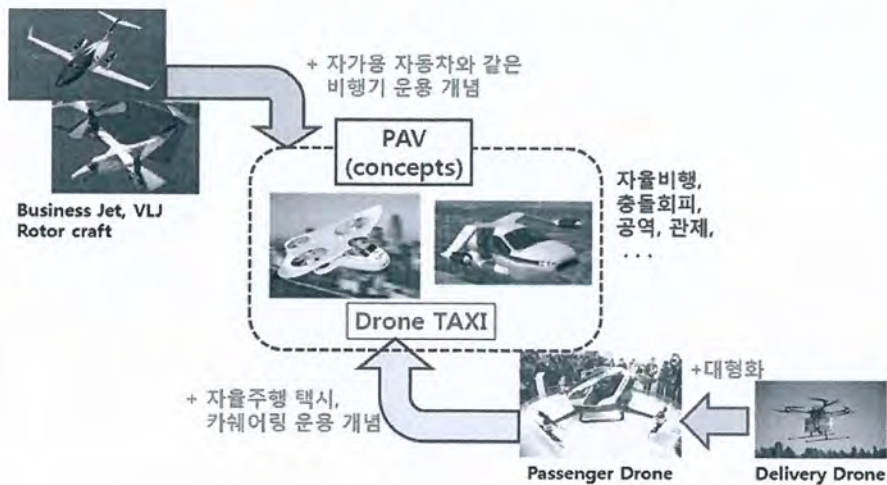 + 자가용 자동차와 같은
비행기 운용 개념
PAV
(concepts)
Business Jet, VLJ
Rotor craft
자율비행,
충돌회피,
공역, 관제,
. . .
Drone TAXI
+ 자율주행 택시,
카쉐어링 운용 개념
+대형화
Passenger Drone
Delivery Drone